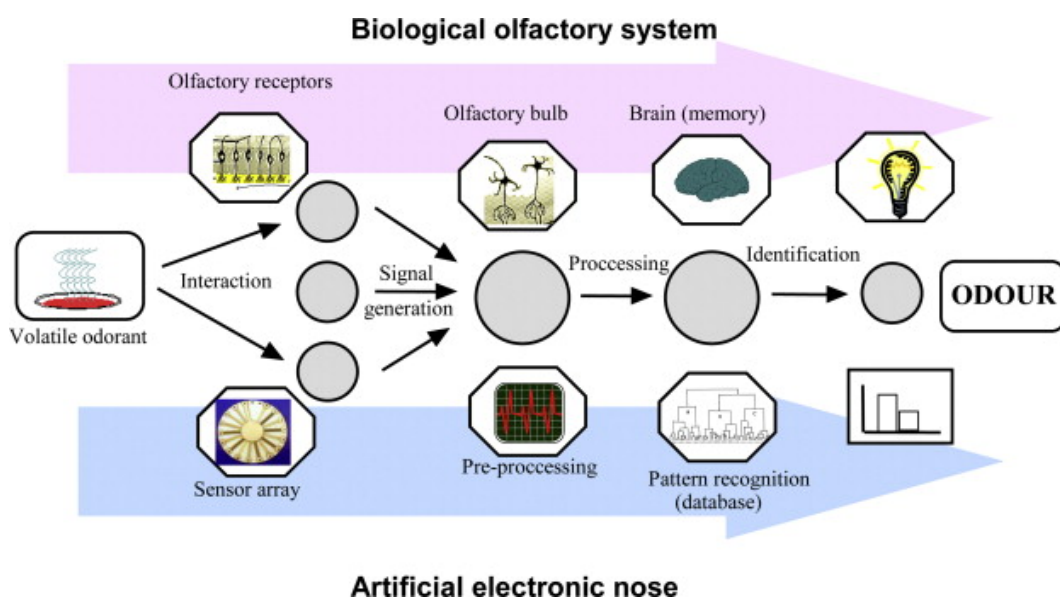 Biological olfactory system
Olfactory receptors
Olfactory bulb
Brain (memory)
Interaction
Signal
generation
Proccessing
Identification
ODOUR
Volatile odorant
Sensor array
Pre-proccessing
Pattern recognition
(database)
Artificial electronic nose